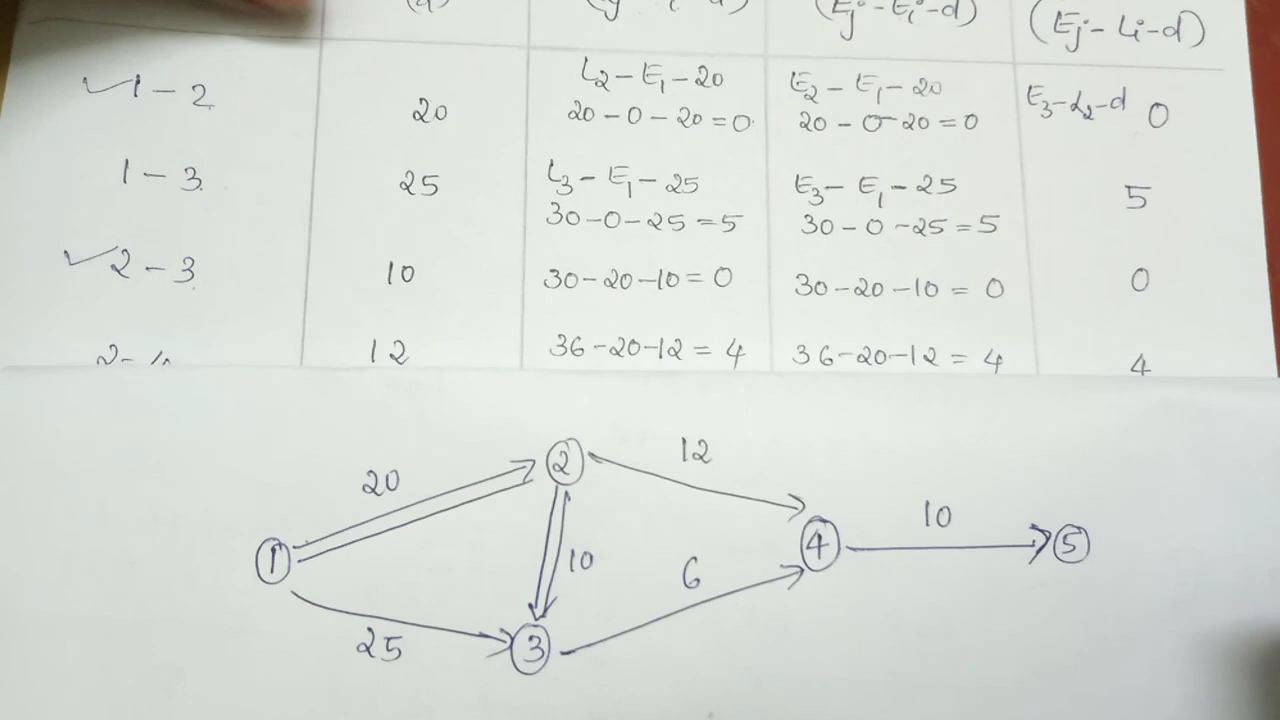 (Ej - Ei - d) (Ej - Li - d)
L2 - E1 - 20 E2 - E1 - 20
✓1 - 2 20 20 - 0 - 20 = 0 20 - 0 - 20 = 0 E3 - L2 - d 0
L3 - E1 - 25 E3 - E1 - 25
1 - 3 25 30 - 0 - 25 = 5 30 - 0 - 25 = 5 5
✓2 - 3 10 30 - 20 - 10 = 0 30 - 20 - 10 = 0 0
12 36 - 20 - 12 = 4 36 - 20 - 12 = 4 4
12
2
20
10
4
10
5
1
6
25
3